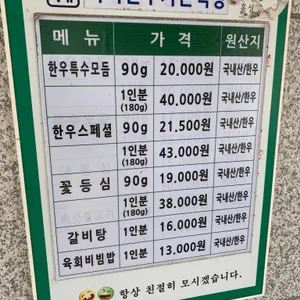 메뉴 가격 원산지
한우특수모듬 90g 20.000원 국내산/한우
1인분 (180g) 40.000원 국내산/한우
한우스페셜 90g 21.500원 국내산/한우
1인분 (180g) 43.000원 국내산/한우
꽃등심 90g 19.000원 국내산/한우
1인분 (180g) 38.000원 국내산/한우
갈비탕 1인분 16.000원 국내산/한우
육회비빔밥 1인분 13.000원 국내산/한우
항상 친절히 모시겠습니다.